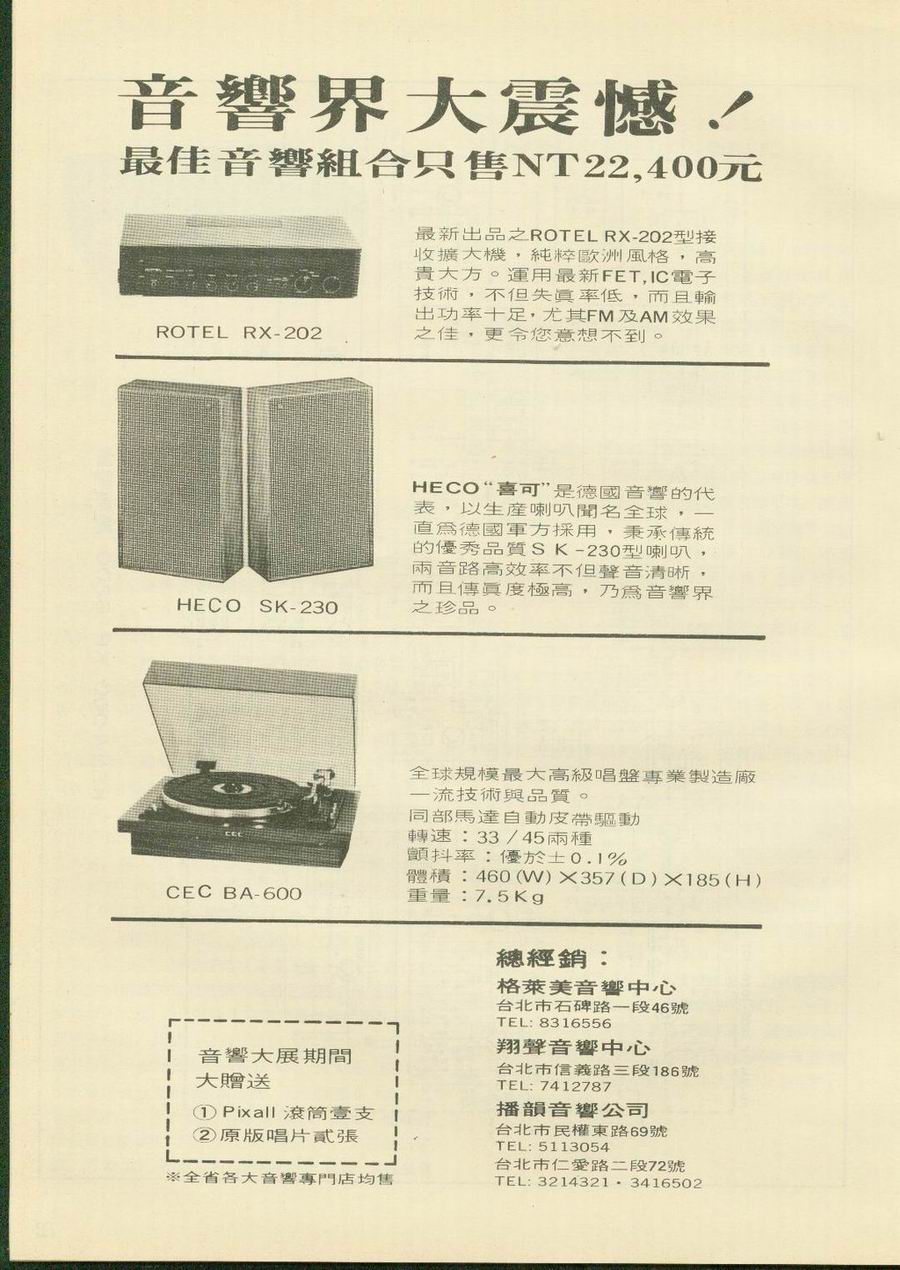 音響界大震憾！
最佳音響組合只售NT22,400元
最新出品之ROTEL RX-202型接
收擴大機，純粹歐洲風格，高
貴大方。運用最新FET,IC電子
技術，不但失眞率低，而且輸
出功率十足，尤其FM及AM效果
之佳，更令您意想不到。
ROTEL RX-202
HECO“喜可”是德國音響的代
表，以生産喇叭聞名全球，一
直爲德國軍方採用，秉承傳統
的優秀品質SK-230型喇叭，
兩音路高效率不但聲音清晰，
而且傳眞度極高，乃爲音響界
之珍品。
HECO SK-230
全球規模最大高級唱盤專業製造廠
一流技術與品質。
同部馬達自動皮帶驅動
轉速：33／45兩種
顫抖率：優於±0.1%
體積：460(W)×357(D)×185(H)
重量：7.5Kg
CEC
CEC BA-600
音響大展期間
大贈送
①Pixall 滾筒壹支
②原版唱片貳張
※全省各大音響專門店均售
總經銷：
格萊美音響中心
台北市石碑路一段46號
TEL: 8316556
翔聲音響中心
台北市信義路三段186號
TEL: 7412787
播韻音響公司
台北市民權東路69號
TEL: 5113054
台北市仁愛路二段72號
TEL: 3214321・3416502